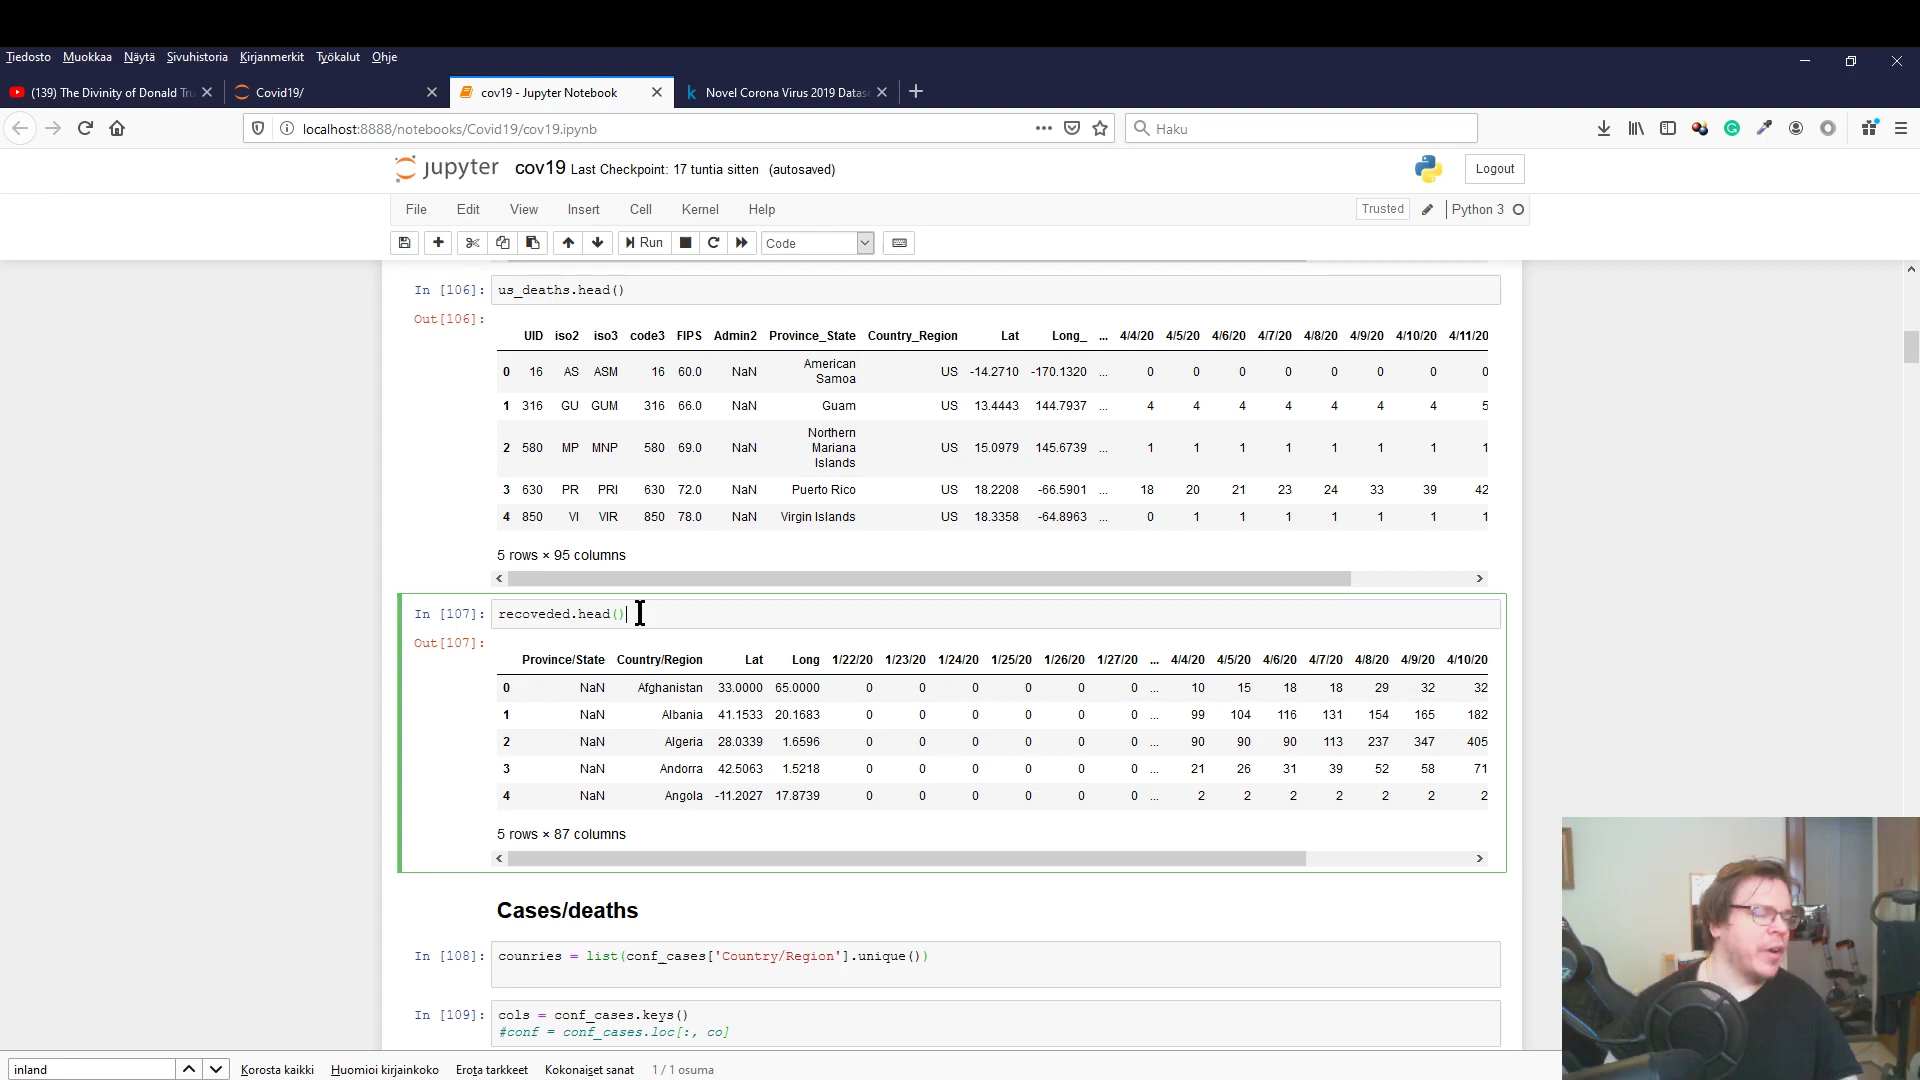 Tiedosto Muokkaa Näytä Sivuhistoria Kirjanmerkit Työkalut Ohje
(139) The Divinity of Donald Tru
Covid19/
cov19 - Jupyter Notebook
Novel Corona Virus 2019 Datas
localhost:8888/notebooks/Covid19/cov19.ipynb
Haku
jupyter cov19 Last Checkpoint: 17 tuntia sitten (autosaved)
Logout
File Edit View Insert Cell Kernel Help
Trusted Python 3
Run Code
In [106]: us_deaths.head()
Out[106]:
UID iso2 iso3 code3 FIPS Admin2 Province_State Country_Region Lat Long_ ... 4/4/20 4/5/20 4/6/20 4/7/20 4/8/20 4/9/20 4/10/20 4/11/20
0 16 AS ASM 16 60.0 NaN American Samoa US -14.2710 -170.1320 ... 0 0 0 0 0 0 0 0
1 316 GU GUM 316 66.0 NaN Guam US 13.4443 144.7937 ... 4 4 4 4 4 4 4 5
2 580 MP MNP 580 69.0 NaN Northern Mariana Islands US 15.0979 145.6739 ... 1 1 1 1 1 1 1 1
3 630 PR PRI 630 72.0 NaN Puerto Rico US 18.2208 -66.5901 ... 18 20 21 23 24 33 39 42
4 850 VI VIR 850 78.0 NaN Virgin Islands US 18.3358 -64.8963 ... 0 1 1 1 1 1 1 1
5 rows × 95 columns
In [107]: recoveded.head()
Out[107]:
Province/State Country/Region Lat Long 1/22/20 1/23/20 1/24/20 1/25/20 1/26/20 1/27/20 ... 4/4/20 4/5/20 4/6/20 4/7/20 4/8/20 4/9/20 4/10/20
0 NaN Afghanistan 33.0000 65.0000 0 0 0 0 0 0 ... 10 15 18 18 29 32 32
1 NaN Albania 41.1533 20.1683 0 0 0 0 0 0 ... 99 104 116 131 154 165 182
2 NaN Algeria 28.0339 1.6596 0 0 0 0 0 0 ... 90 90 90 113 237 347 405
3 NaN Andorra 42.5063 1.5218 0 0 0 0 0 0 ... 21 26 31 39 52 58 71
4 NaN Angola -11.2027 17.8739 0 0 0 0 0 0 ... 2 2 2 2 2 2 2
5 rows × 87 columns
Cases/deaths
In [108]: counries = list(conf_cases['Country/Region'].unique())
In [109]: cols = conf_cases.keys()
#conf = conf_cases.loc[:, co]
inland Korosta kaikki Huomioi kirjainkoko Erota tarkkeet Kokonaiset sanat 1 / 1 osuma